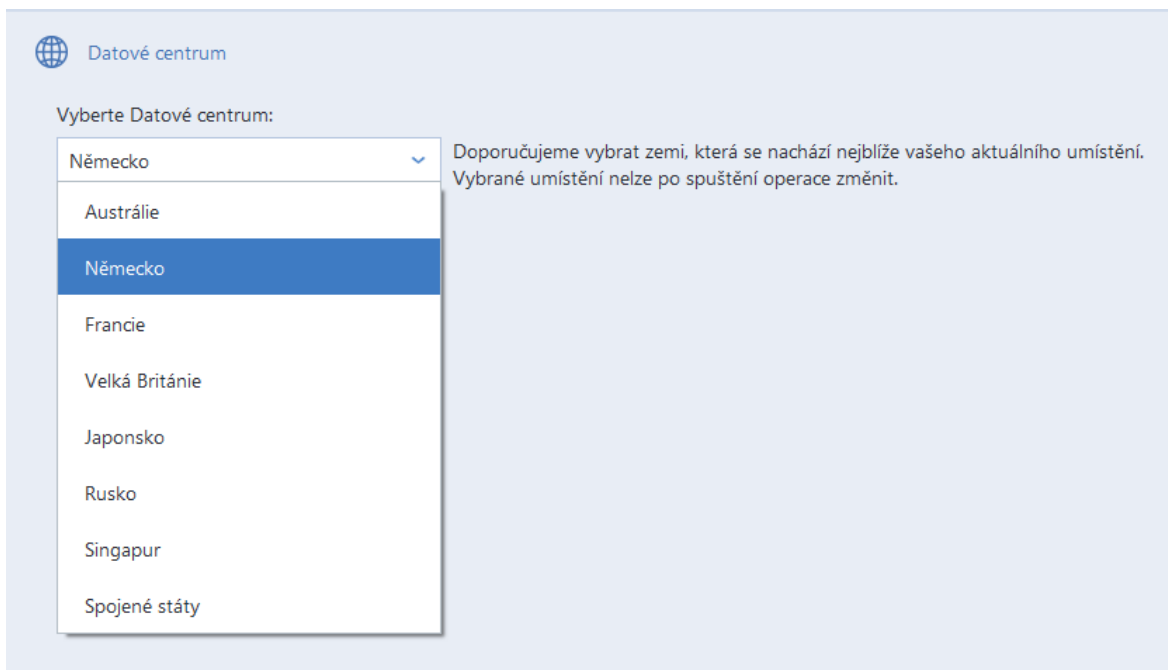 Datové centrum
Vyberte Datové centrum:
Německo
Doporučujeme vybrat zemi, která se nachází nejblíže vašeho aktuálního umístění.
Vybrané umístění nelze po spuštění operace změnit.
Austrálie
Německo
Francie
Velká Británie
Japonsko
Rusko
Singapur
Spojené státy